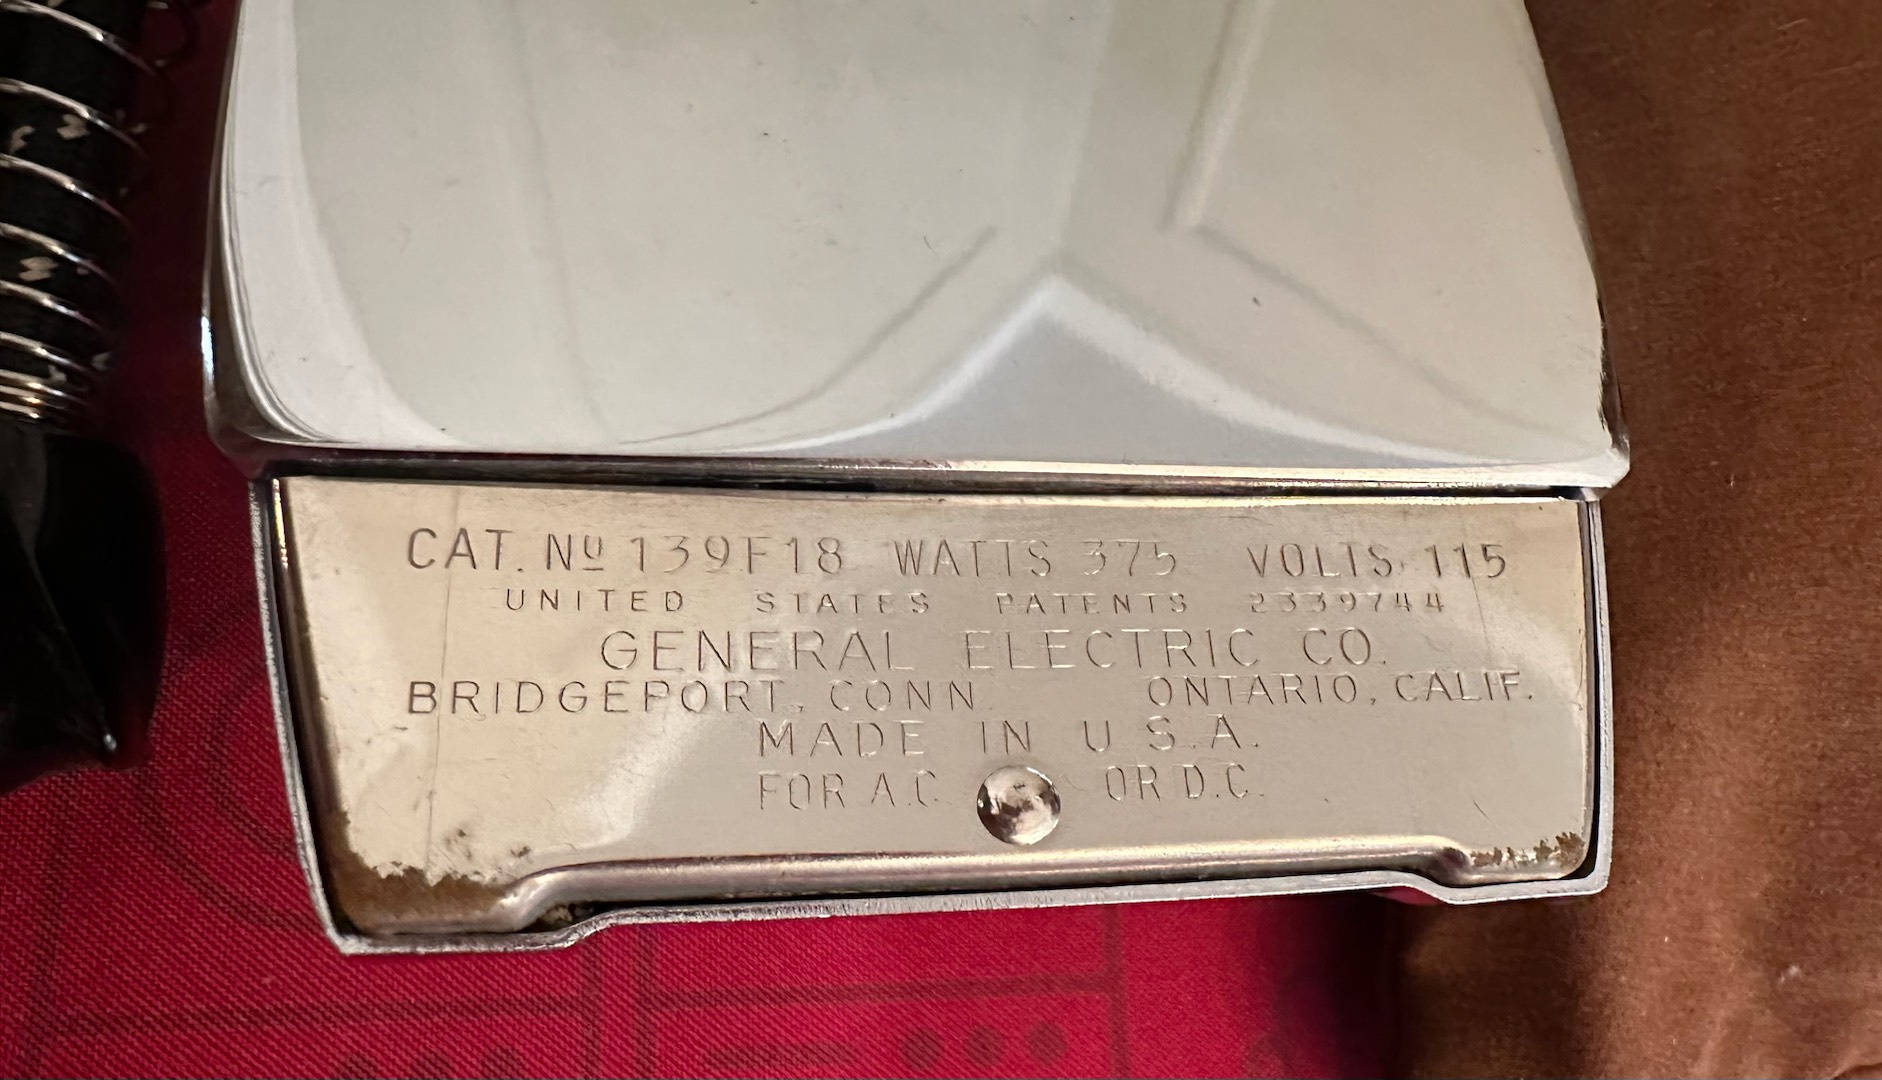 CAT. Nº 139F18 WATTS 375 VOLTS 115
UNITED STATES PATENTS 2339744
GENERAL ELECTRIC CO.
BRIDGEPORT, CONN ONTARIO, CALIF.
MADE IN U.S.A.
FOR A.C. OR D.C.